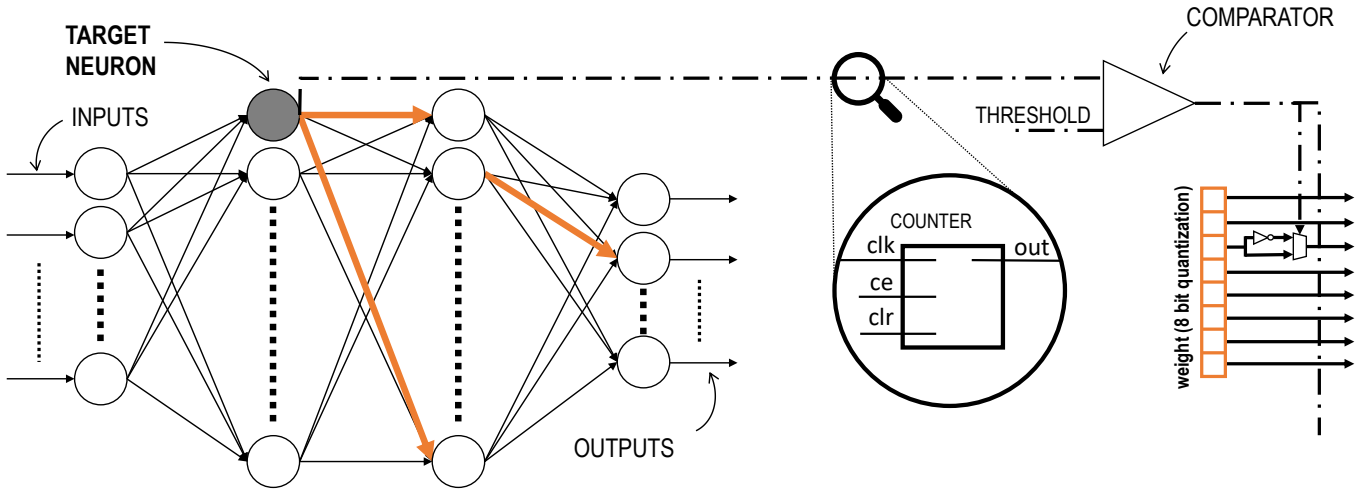 TARGET
NEURON
INPUTS
OUTPUTS
COMPARATOR
THRESHOLD
COUNTER
clk
out
ce
clr
weight (8 bit quantization)